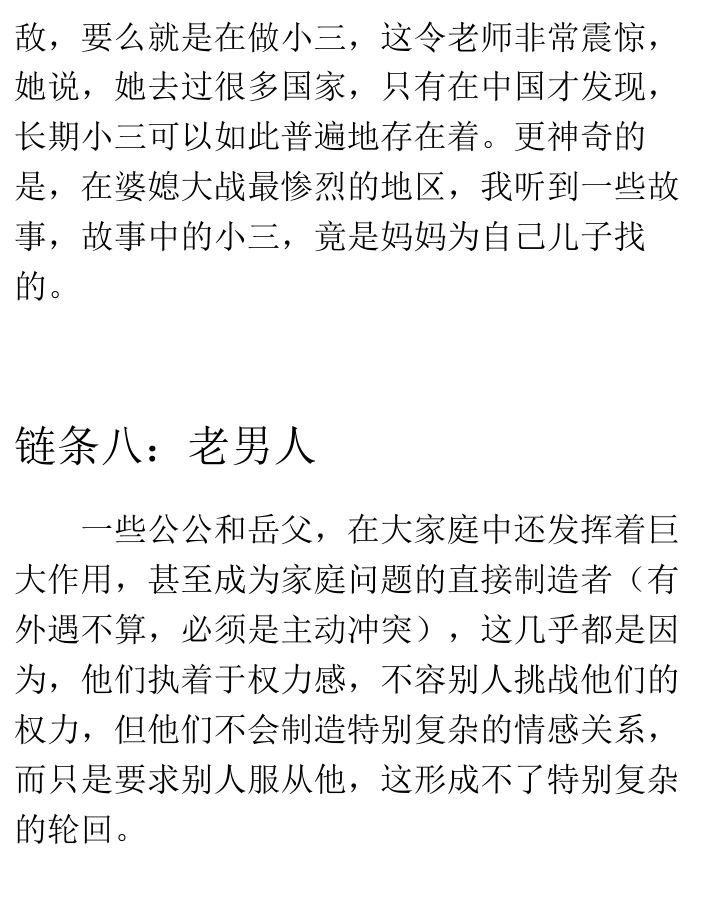 敌，要么就是在做小三，这令老师非常震惊，
她说，她去过很多国家，只有在中国才发现，
长期小三可以如此普遍地存在着。更神奇的
是，在婆媳大战最惨烈的地区，我听到一些故
事，故事中的小三，竟是妈妈为自己儿子找
的。
链条八：老男人
一些公公和岳父，在大家庭中还发挥着巨
大作用，甚至成为家庭问题的直接制造者（有
外遇不算，必须是主动冲突），这几乎都是因
为，他们执着于权力感，不容别人挑战他们的
权力，但他们不会制造特别复杂的情感关系，
而只是要求别人服从他，这形成不了特别复杂
的轮回。